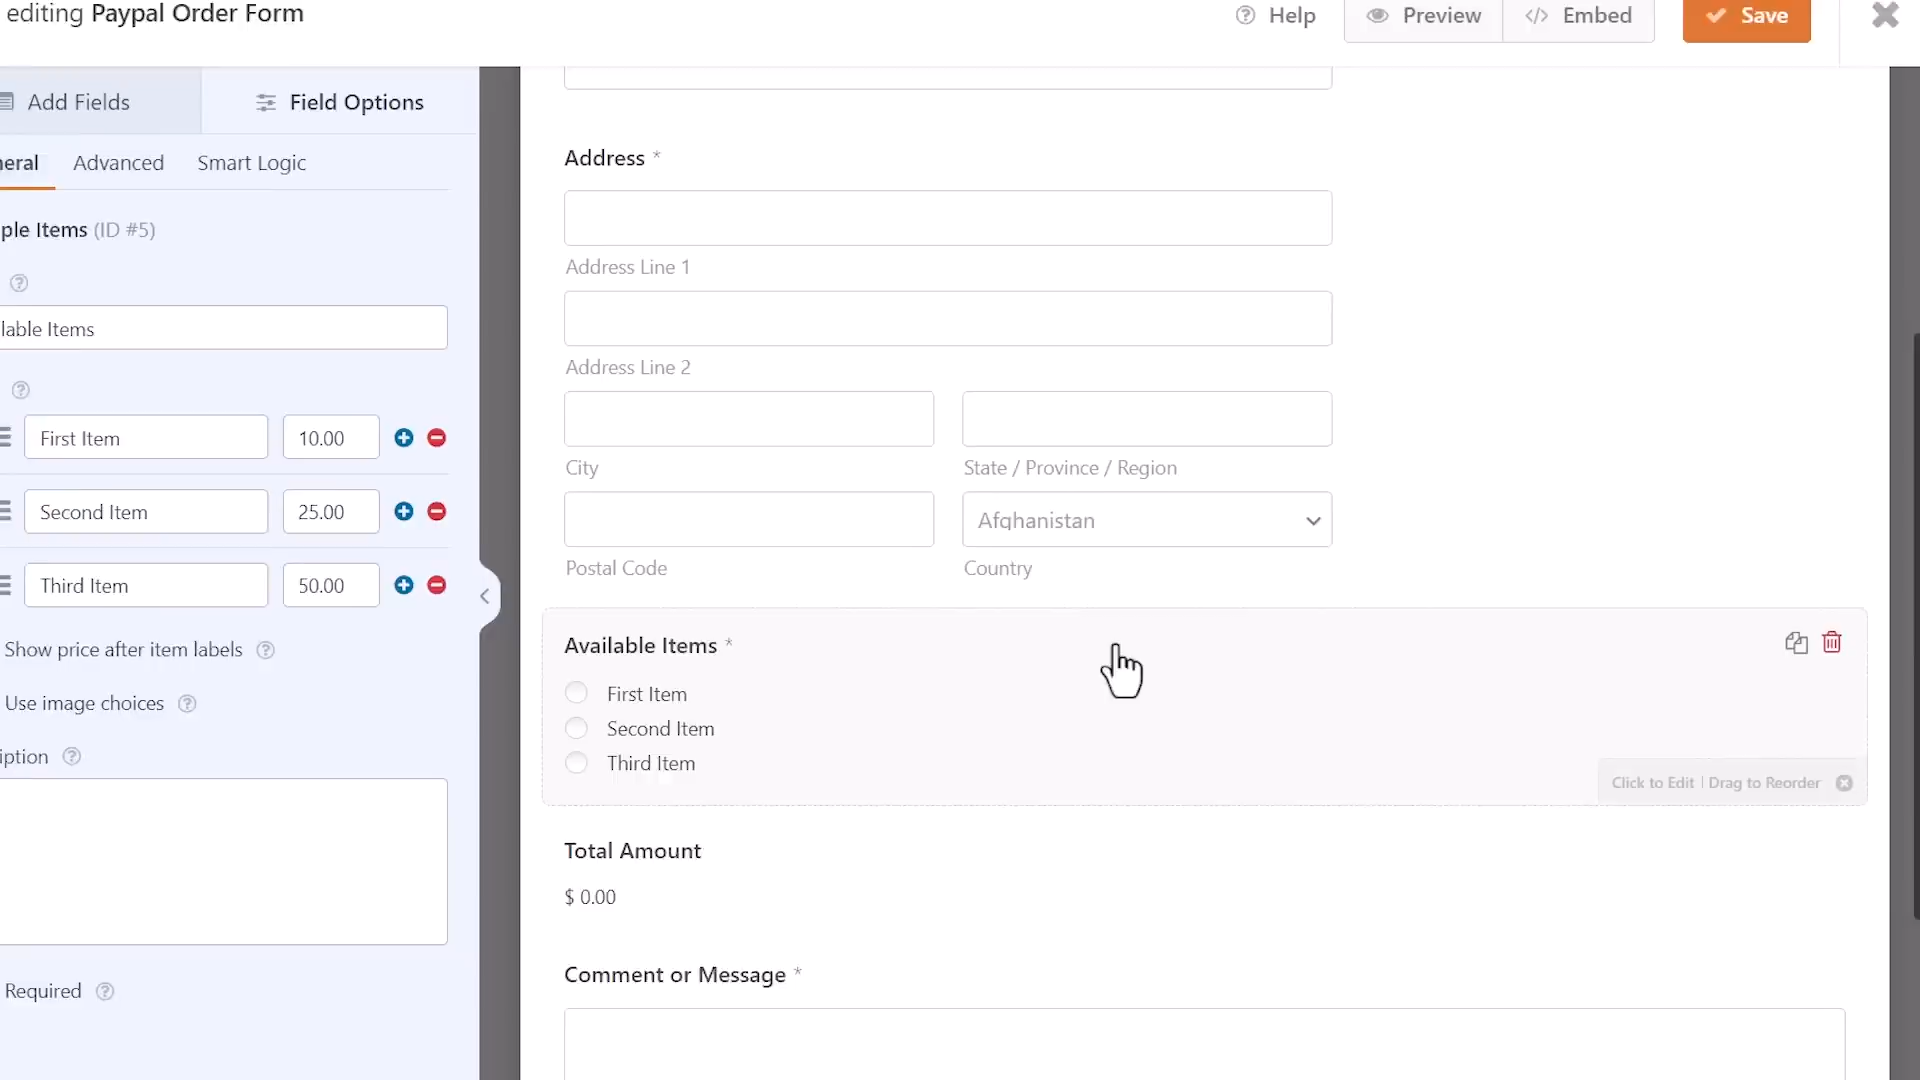 editing Paypal Order Form
Help
Preview
Embed
Save
Add Fields
Field Options
neral
Advanced
Smart Logic
ple Items (ID #5)
lable Items
First Item
10.00
Second Item
25.00
Third Item
50.00
Show price after item labels
Use image choices
iption
Required
Address *
Address Line 1
Address Line 2
City
State / Province / Region
Afghanistan
Postal Code
Country
Available Items *
First Item
Second Item
Third Item
Click to Edit | Drag to Reorder
Total Amount
$ 0.00
Comment or Message *